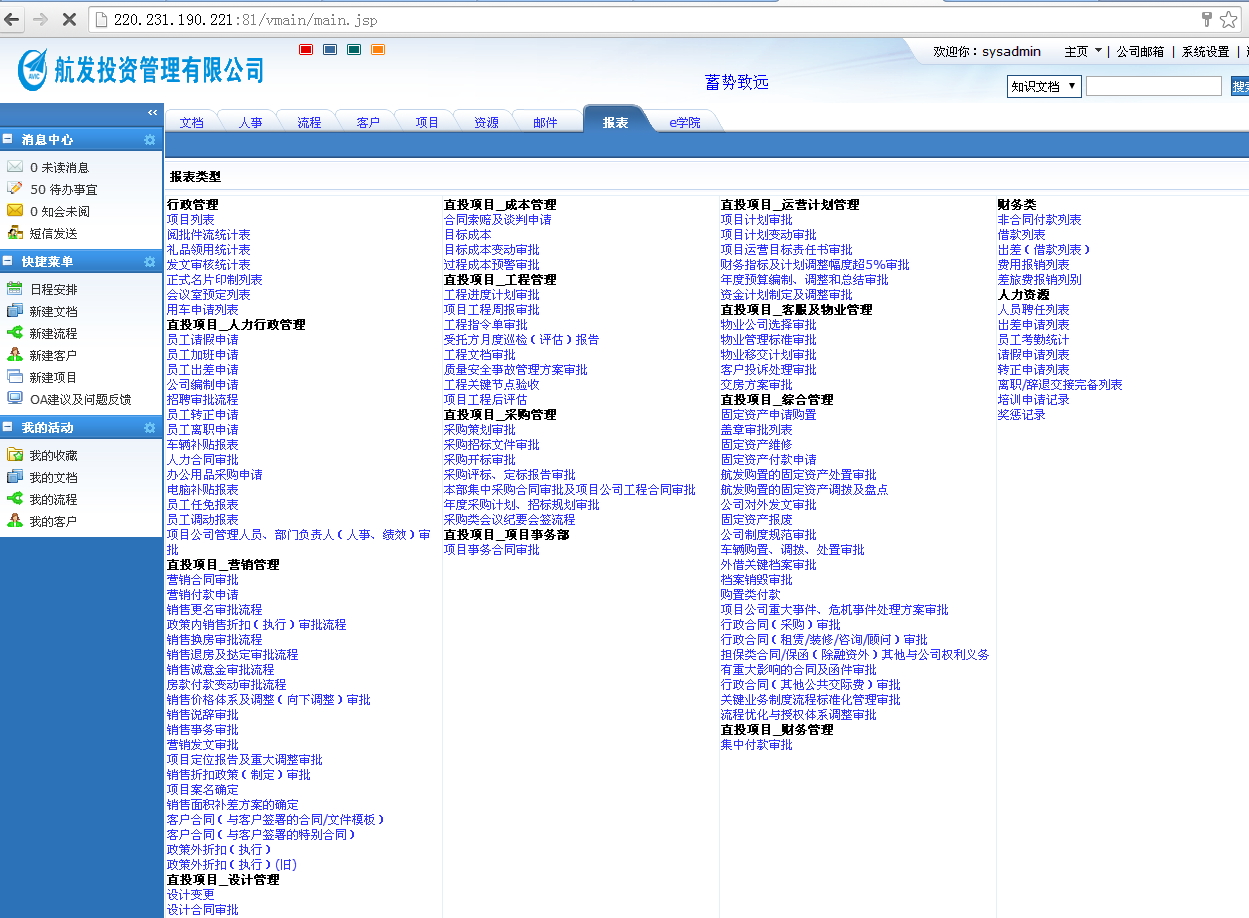 220.231.190.221:81/vmain/main.jsp
AVIC 航发投资管理有限公司
蓄势致远
欢迎你：sysadmin 主页 | 公司邮箱 | 系统设置 |
知识文档
文档 人事 流程 客户 项目 资源 邮件 报表 e学院
消息中心
0 未读消息
50 待办事宜
0 知会未阅
短信发送
快捷菜单
日程安排
新建文档
新建流程
新建客户
新建项目
OA建议及问题反馈
我的活动
我的收藏
我的文档
我的流程
我的客户
报表类型
行政管理
项目列表
阅批件流统计表
礼品领用统计表
发文审核统计表
正式名片印制列表
会议室预定列表
用车申请列表
直投项目_人力行政管理
员工请假申请
员工加班申请
员工出差申请
公司编制申请
招聘审批流程
员工转正申请
员工离职申请
车辆补贴报表
人力合同审批
办公用品采购申请
电脑补贴报表
员工任免报表
员工调动报表
项目公司管理人员、部门负责人（人事、绩效）审
批
直投项目_营销管理
营销合同审批
营销付款申请
销售更名审批流程
政策内销售折扣（执行）审批流程
销售换房审批流程
销售退房及挞定审批流程
销售诚意金审批流程
房款付款变动审批流程
销售价格体系及调整（向下调整）审批
销售说辞审批
销售事务审批
营销发文审批
项目定位报告及重大调整审批
销售折扣政策（制定）审批
项目案名确定
销售面积补差方案的确定
客户合同（与客户签署的合同/文件模板）
客户合同（与客户签署的特别合同）
政策外折扣（执行）
政策外折扣（执行）(旧)
直投项目_设计管理
设计变更
设计合同审批
直投项目_成本管理
合同索赔及谈判申请
目标成本
目标成本变动审批
过程成本预警审批
直投项目_工程管理
工程进度计划审批
项目工程周报审批
工程指令单审批
受托方月度巡检（评估）报告
工程文档审批
质量安全事故管理方案审批
工程关键节点验收
项目工程后评估
直投项目_采购管理
采购策划审批
采购招标文件审批
采购开标审批
采购评标、定标报告审批
本部集中采购合同审批及项目公司工程合同审批
年度采购计划、招标规划审批
采购类会议纪要会签流程
直投项目_项目事务部
项目事务合同审批
直投项目_运营计划管理
项目计划审批
项目计划变动审批
项目运营目标责任书审批
财务指标及计划调整幅度超5%审批
年度预算编制、调整和总结审批
资金计划制定及调整审批
直投项目_客服及物业管理
物业公司选择审批
物业管理标准审批
物业移交计划审批
客户投诉处理审批
交房方案审批
直投项目_综合管理
固定资产申请购置
盖章审批列表
固定资产维修
固定资产付款申请
航发购置的固定资产处置审批
航发购置的固定资产调拨及盘点
公司对外发文审批
固定资产报废
公司制度规范审批
车辆购置、调拨、处置审批
外借关键档案审批
档案销毁审批
购置类付款
项目公司重大事件、危机事件处理方案审批
行政合同（采购）审批
行政合同（租赁/装修/咨询/顾问）审批
担保类合同/保函（除融资外）其他与公司权利义务
有重大影响的合同及函件审批
行政合同（其他公共交际费）审批
关键业务制度流程标准化管理审批
流程优化与授权体系调整审批
直投项目_财务管理
集中付款审批
财务类
非合同付款列表
借款列表
出差（借款列表）
费用报销列表
差旅费报销列别
人力资源
人员聘任列表
出差申请列表
员工考勤统计
请假申请列表
转正申请列表
离职/辞退交接完备列表
培训申请记录
奖惩记录